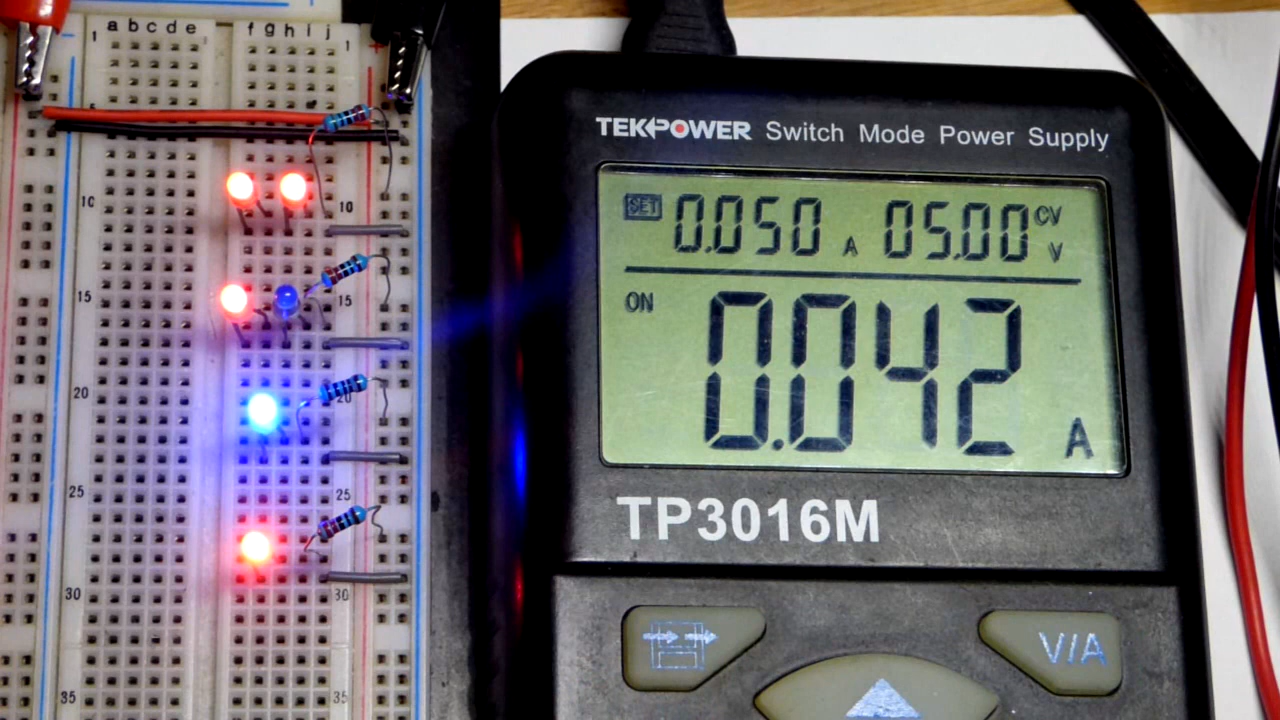 a b c d e
f g h i j
1
1
5
10
10
15
15
20
20
25
25
30
30
35
35
TEKPOWER Switch Mode Power Supply
SET 0.050 A 05.00 CV V
ON
0.042 A
TP3016M
V/A